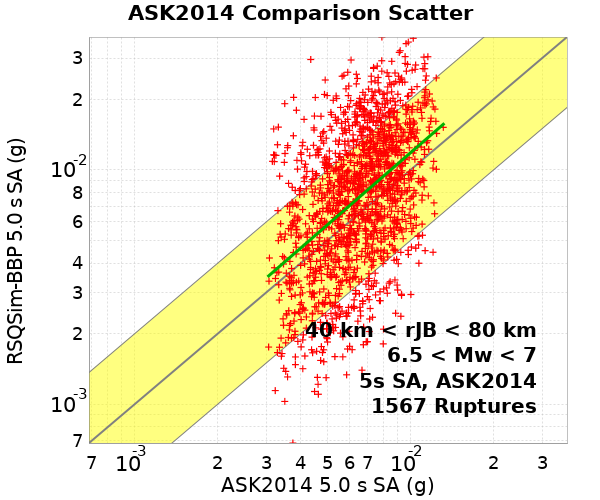 ASK2014 Comparison Scatter
RSQSim-BBP 5.0 s SA (g)
3
2
10-2
8
6
4
3
2
10-3
7
40 km < rJB < 80 km
6.5 < Mw < 7
5s SA, ASK2014
1567 Ruptures
7 10-3 2 3 4 5 6 7 10-2 2 3
ASK2014 5.0 s SA (g)